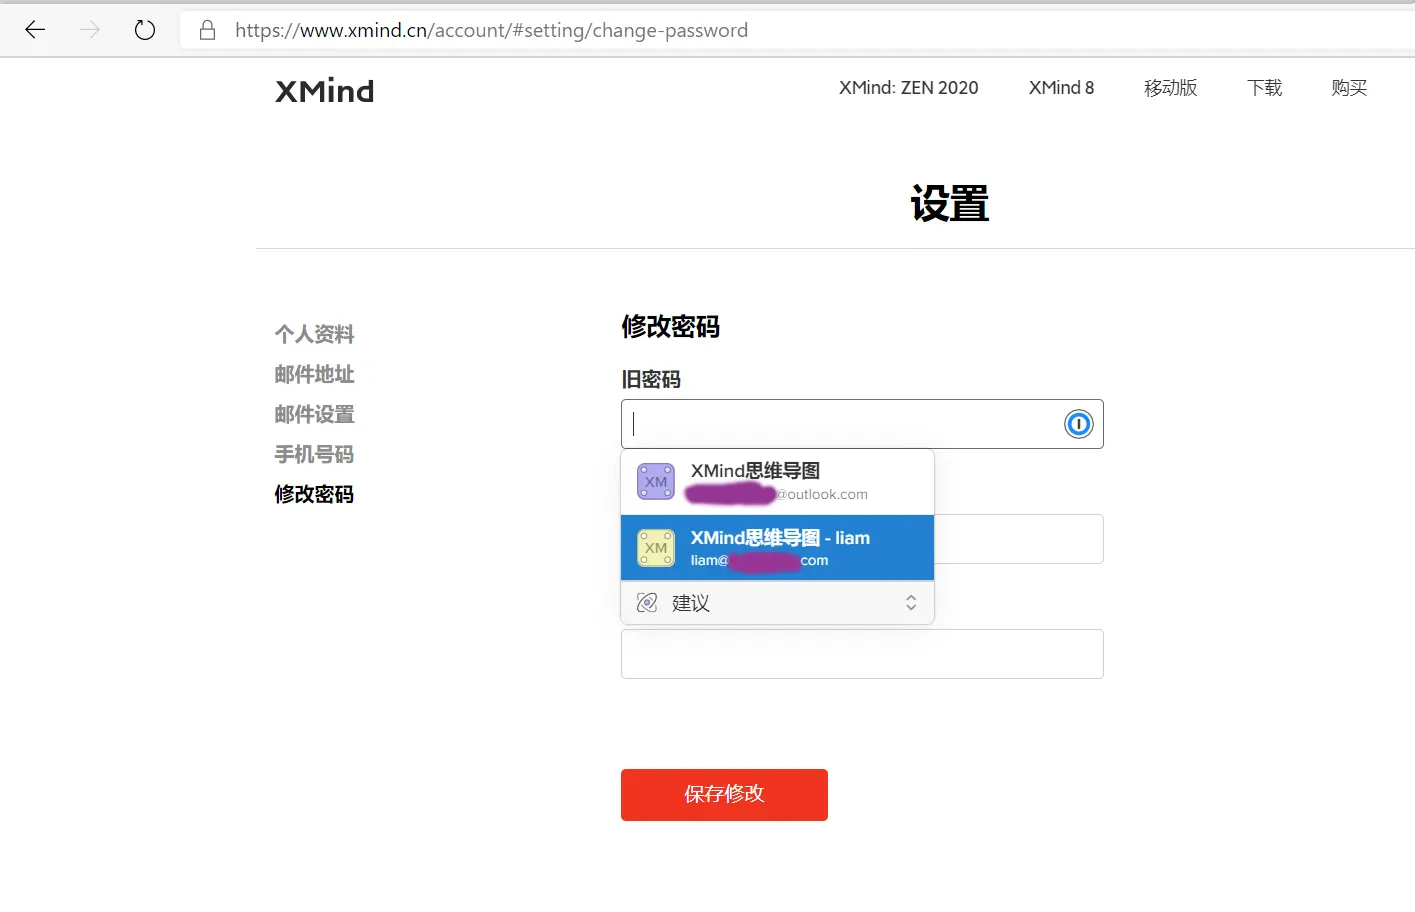 https://www.xmind.cn/account/#setting/change-password
XMind
XMind: ZEN 2020
XMind 8
移动版
下载
购买
设置
个人资料
邮件地址
邮件设置
手机号码
修改密码
修改密码
旧密码
XM
XMind思维导图
@outlook.com
XM
XMind思维导图 - liam
liam@
com
建议
保存修改